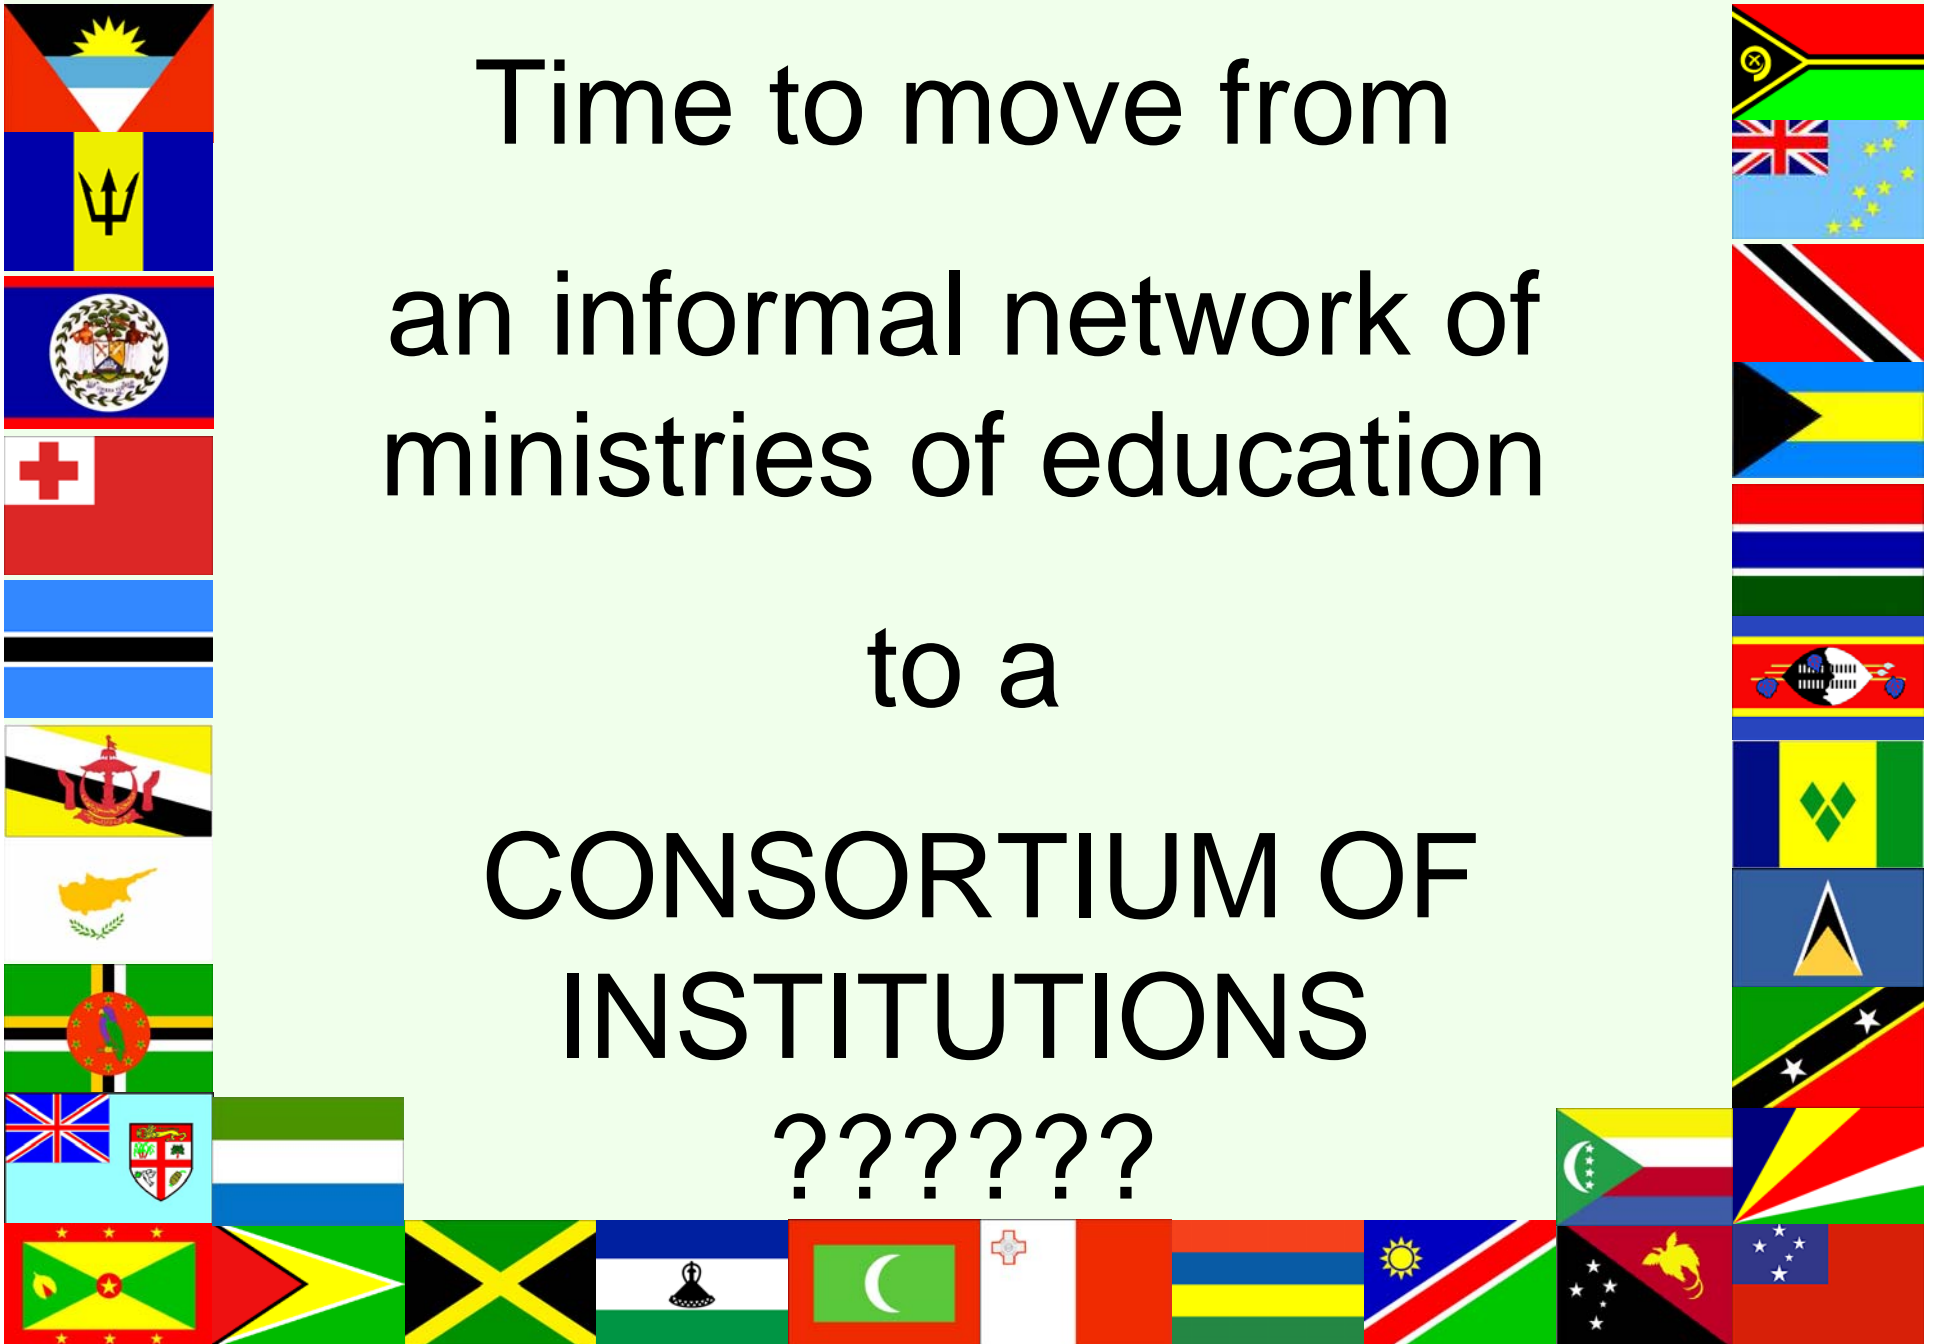 Time to move from
an informal network of
ministries of education
to a
CONSORTIUM OF
INSTITUTIONS
??????